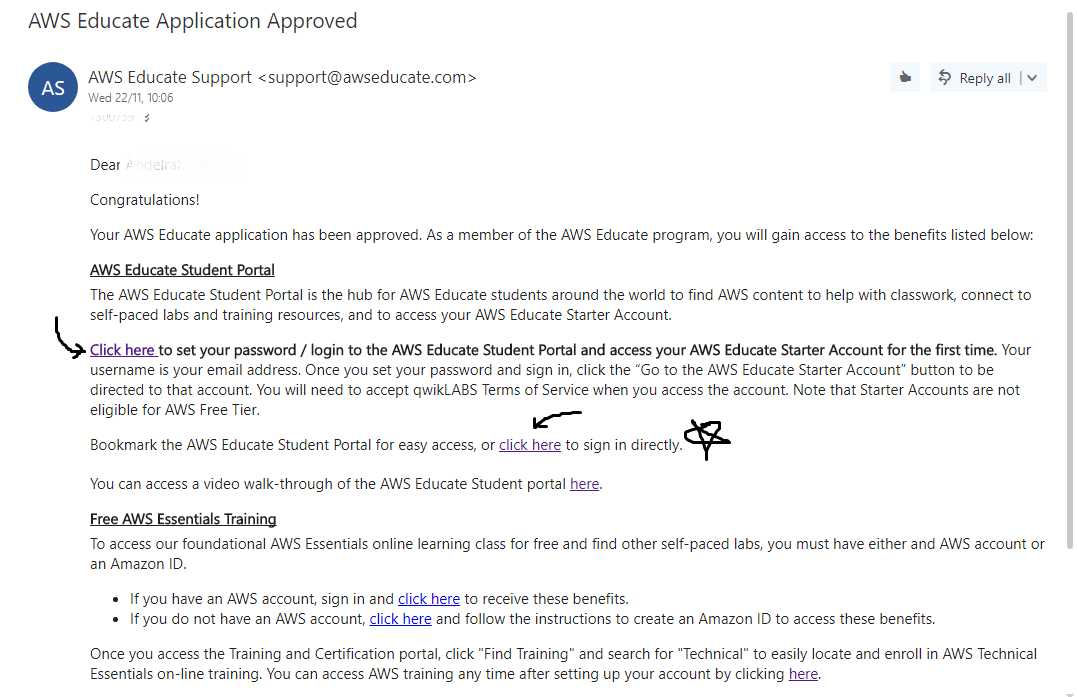 AWS Educate Application Approved
AS
AWS Educate Support <support@awseducate.com>
Reply all
Wed 22/11, 10:06
Dear
Congratulations!
Your AWS Educate application has been approved. As a member of the AWS Educate program, you will gain access to the benefits listed below:
AWS Educate Student Portal
The AWS Educate Student Portal is the hub for AWS Educate students around the world to find AWS content to help with classwork, connect to
self-paced labs and training resources, and to access your AWS Educate Starter Account.
Click here to set your password / login to the AWS Educate Student Portal and access your AWS Educate Starter Account for the first time. Your
username is your email address. Once you set your password and sign in, click the “Go to the AWS Educate Starter Account” button to be
directed to that account. You will need to accept qwikLABS Terms of Service when you access the account. Note that Starter Accounts are not
eligible for AWS Free Tier.
Bookmark the AWS Educate Student Portal for easy access, or click here to sign in directly.
You can access a video walk-through of the AWS Educate Student portal here.
Free AWS Essentials Training
To access our foundational AWS Essentials online learning class for free and find other self-paced labs, you must have either and AWS account or
an Amazon ID.
• If you have an AWS account, sign in and click here to receive these benefits.
• If you do not have an AWS account, click here and follow the instructions to create an Amazon ID to access these benefits.
Once you access the Training and Certification portal, click "Find Training" and search for "Technical" to easily locate and enroll in AWS Technical
Essentials on-line training. You can access AWS training any time after setting up your account by clicking here.